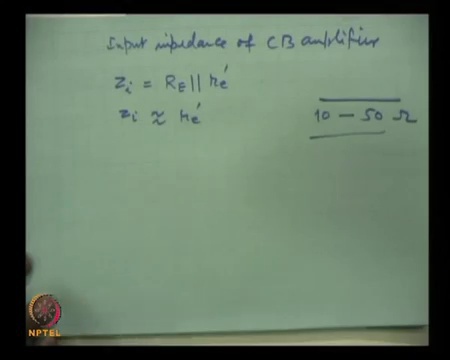 Input impedance of CB amplifier
Zi = RE || re′
Zi ≈ re′
10 — 50 Ω
NPTEL